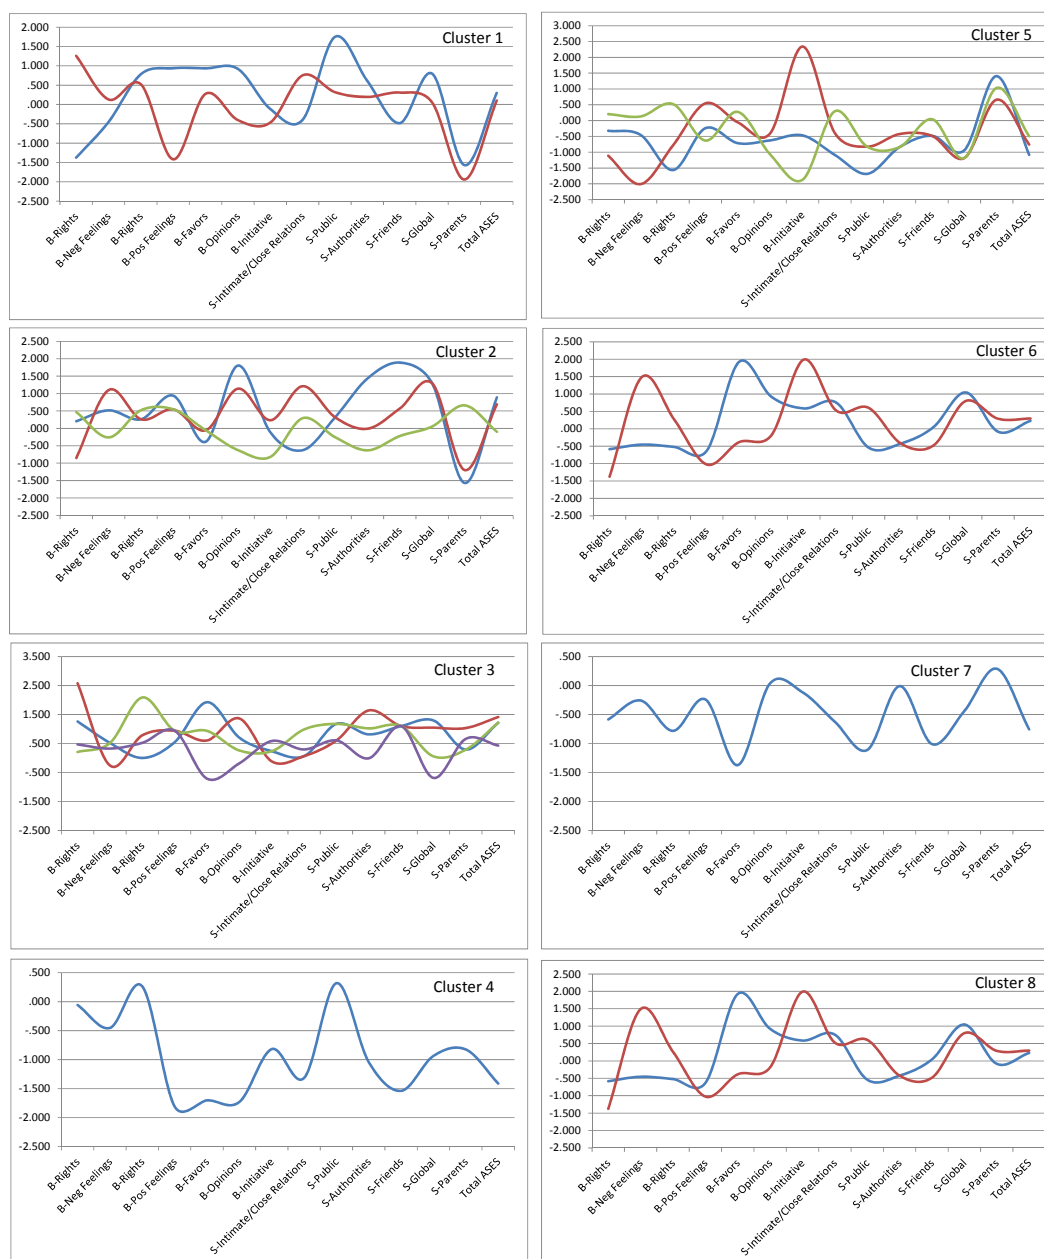 Cluster 1
2.000
1.500
1.000
.500
.000
-0.500
-1.000
-1.500
-2.000
-2.500
B-Rights
B-Neg Feelings
B-Rights
B-Pos Feelings
B-Favors
B-Opinions
B-Initiative
S-Intimate/Close Relations
S-Public
S-Authorities
S-Friends
S-Global
S-Parents
Total ASES
Cluster 5
3.000
2.500
2.000
1.500
1.000
.500
.000
-0.500
-1.000
-1.500
-2.000
-2.500
B-Rights
B-Neg Feelings
B-Rights
B-Pos Feelings
B-Favors
B-Opinions
B-Initiative
S-Intimate/Close Relations
S-Public
S-Authorities
S-Friends
S-Global
S-Parents
Total ASES
Cluster 2
2.500
2.000
1.500
1.000
.500
.000
-0.500
-1.000
-1.500
-2.000
-2.500
B-Rights
B-Neg Feelings
B-Rights
B-Pos Feelings
B-Favors
B-Opinions
B-Initiative
S-Intimate/Close Relations
S-Public
S-Authorities
S-Friends
S-Global
S-Parents
Total ASES
Cluster 6
2.500
2.000
1.500
1.000
.500
.000
-0.500
-1.000
-1.500
-2.000
-2.500
B-Rights
B-Neg Feelings
B-Rights
B-Pos Feelings
B-Favors
B-Opinions
B-Initiative
S-Intimate/Close Relations
S-Public
S-Authorities
S-Friends
S-Global
S-Parents
Total ASES
Cluster 3
3.500
2.500
1.500
.500
-0.500
-1.500
-2.500
B-Rights
B-Neg Feelings
B-Rights
B-Pos Feelings
B-Favors
B-Opinions
B-Initiative
S-Intimate/Close Relations
S-Public
S-Authorities
S-Friends
S-Global
S-Parents
Total ASES
Cluster 7
.500
.000
-0.500
-1.000
-1.500
-2.000
-2.500
B-Rights
B-Neg Feelings
B-Rights
B-Pos Feelings
B-Favors
B-Opinions
B-Initiative
S-Intimate/Close Relations
S-Public
S-Authorities
S-Friends
S-Global
S-Parents
Total ASES
Cluster 4
.500
.000
-0.500
-1.000
-1.500
-2.000
-2.500
B-Rights
B-Neg Feelings
B-Rights
B-Pos Feelings
B-Favors
B-Opinions
B-Initiative
S-Intimate/Close Relations
S-Public
S-Authorities
S-Friends
S-Global
S-Parents
Total ASES
Cluster 8
2.500
2.000
1.500
1.000
.500
.000
-0.500
-1.000
-1.500
-2.000
-2.500
B-Rights
B-Neg Feelings
B-Rights
B-Pos Feelings
B-Favors
B-Opinions
B-Initiative
S-Intimate/Close Relations
S-Public
S-Authorities
S-Friends
S-Global
S-Parents
Total ASES